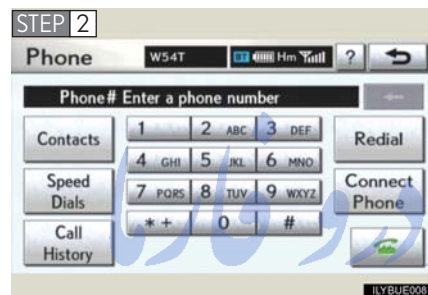 STEP 2
Phone W54T BT Hm Yıll ?
Phone# Enter a phone number
Contacts 1 2 ABC 3 DEF Redial
4 GHI 5 JKL 6 MNO
Speed Dials 7 PQRS 8 TUV 9 WXYZ Connect Phone
Call History * + 0 #
ILYBUE008